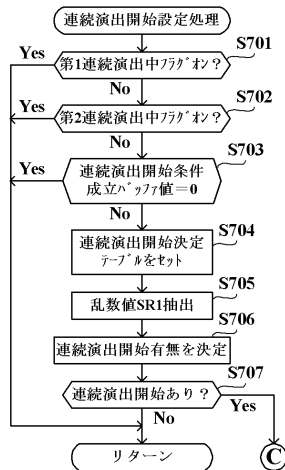 連続演出開始設定処理
S701
Yes
第1連続演出中フラグオン?
No
S702
Yes
第2連続演出中フラグオン?
No
S703
Yes
連続演出開始条件
成立バッファ値=0
No
S704
連続演出開始決定
テーブルをセット
S705
乱数値SR1抽出
S706
連続演出開始有無を決定
S707
連続演出開始あり?
No
Yes
リターン
C